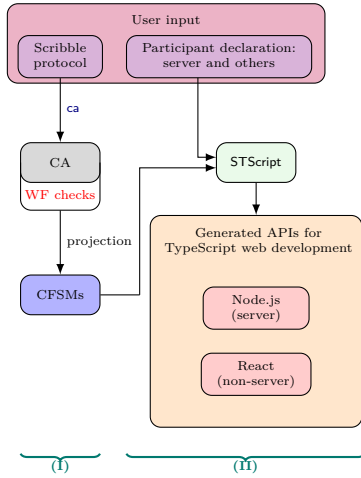 User input
Scribble
protocol
Participant declaration:
server and others
ca
CA
WF checks
STScript
projection
Generated APIs for
TypeScript web development
CFSMs
Node.js
(server)
React
(non-server)
(I)
(II)